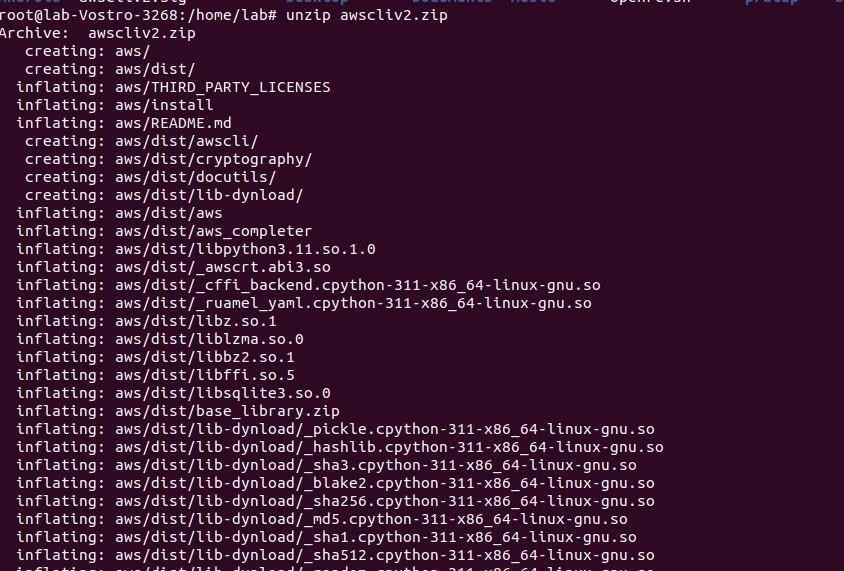 root@lab-Vostro-3268:/home/lab# unzip awscliv2.zip
Archive:  awscliv2.zip
   creating: aws/
   creating: aws/dist/
  inflating: aws/THIRD_PARTY_LICENSES
  inflating: aws/install
  inflating: aws/README.md
   creating: aws/dist/awscli/
   creating: aws/dist/cryptography/
   creating: aws/dist/docutils/
   creating: aws/dist/lib-dynload/
  inflating: aws/dist/aws
  inflating: aws/dist/aws_completer
  inflating: aws/dist/libpython3.11.so.1.0
  inflating: aws/dist/_awscrt.abi3.so
  inflating: aws/dist/_cffi_backend.cpython-311-x86_64-linux-gnu.so
  inflating: aws/dist/_ruamel_yaml.cpython-311-x86_64-linux-gnu.so
  inflating: aws/dist/libz.so.1
  inflating: aws/dist/liblzma.so.0
  inflating: aws/dist/libbz2.so.1
  inflating: aws/dist/libffi.so.5
  inflating: aws/dist/libsqlite3.so.0
  inflating: aws/dist/base_library.zip
  inflating: aws/dist/lib-dynload/_pickle.cpython-311-x86_64-linux-gnu.so
  inflating: aws/dist/lib-dynload/_hashlib.cpython-311-x86_64-linux-gnu.so
  inflating: aws/dist/lib-dynload/_sha3.cpython-311-x86_64-linux-gnu.so
  inflating: aws/dist/lib-dynload/_blake2.cpython-311-x86_64-linux-gnu.so
  inflating: aws/dist/lib-dynload/_sha256.cpython-311-x86_64-linux-gnu.so
  inflating: aws/dist/lib-dynload/_md5.cpython-311-x86_64-linux-gnu.so
  inflating: aws/dist/lib-dynload/_sha1.cpython-311-x86_64-linux-gnu.so
  inflating: aws/dist/lib-dynload/_sha512.cpython-311-x86_64-linux-gnu.so